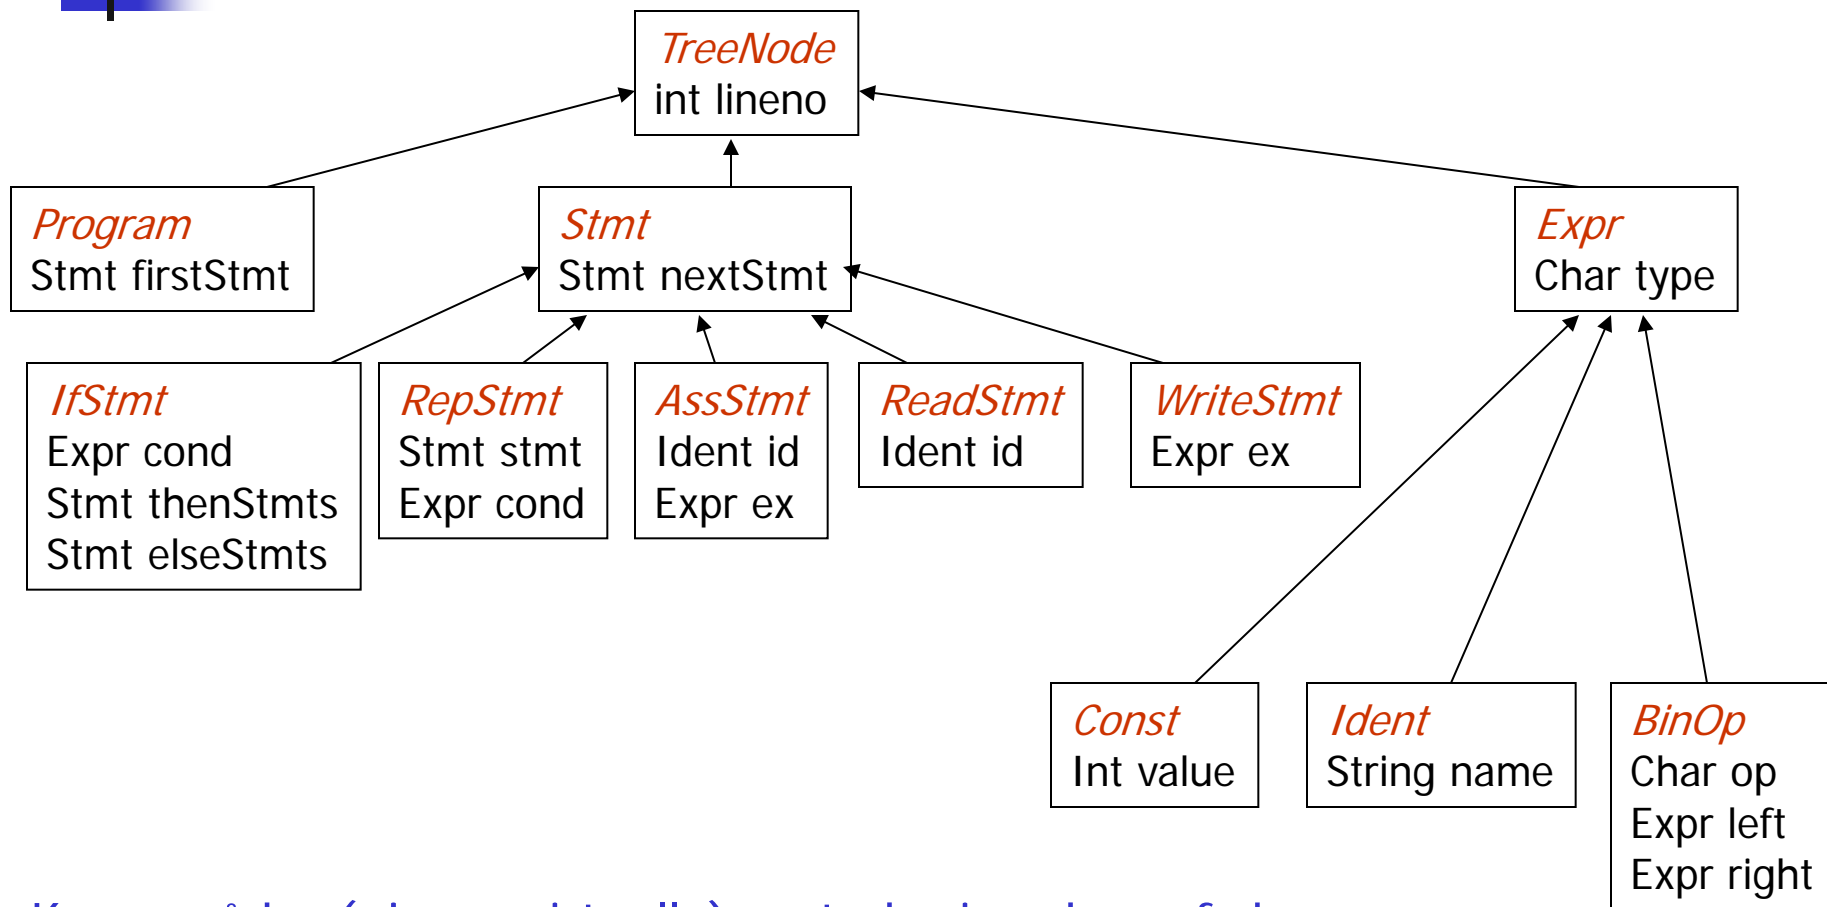 TreeNode
int lineno
Program
Stmt firstStmt
Stmt
Stmt nextStmt
Expr
Char type
IfStmt
Expr cond
Stmt thenStmts
Stmt elseStmts
RepStmt
Stmt stmt
Expr cond
AssStmt
Ident id
Expr ex
ReadStmt
Ident id
WriteStmt
Expr ex
Const
Int value
Ident
String name
BinOp
Char op
Expr left
Expr right